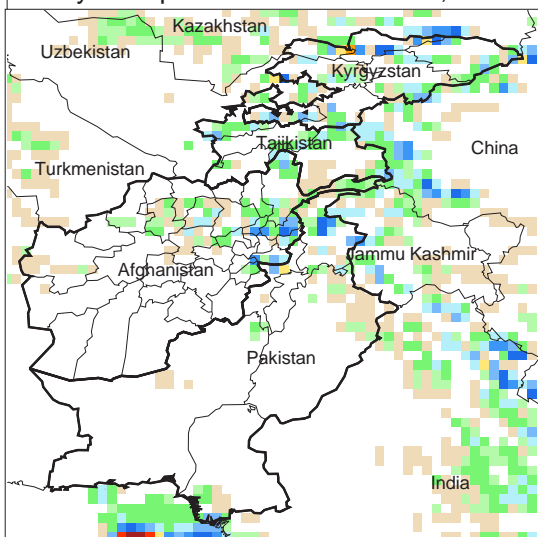 Kazakhstan
Uzbekistan
Kyrgyzstan
Tajikistan
China
Turkmenistan
Jammu Kashmir
Afghanistan
Pakistan
India